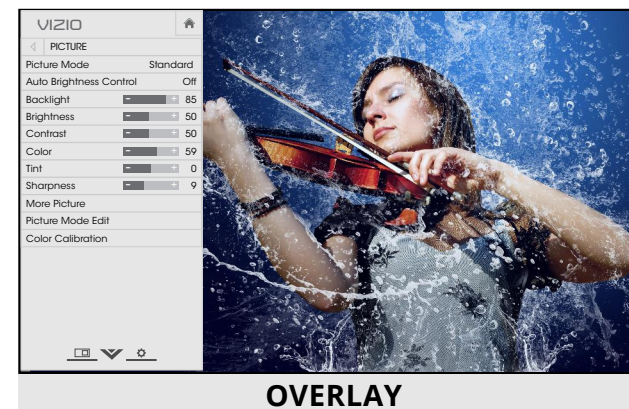 VIZIO
PICTURE
Picture Mode Standard
Auto Brightness Control Off
Backlight - + 85
Brightness - + 50
Contrast - + 50
Color - + 59
Tint - + 0
Sharpness - + 9
More Picture
Picture Mode Edit
Color Calibration
OVERLAY